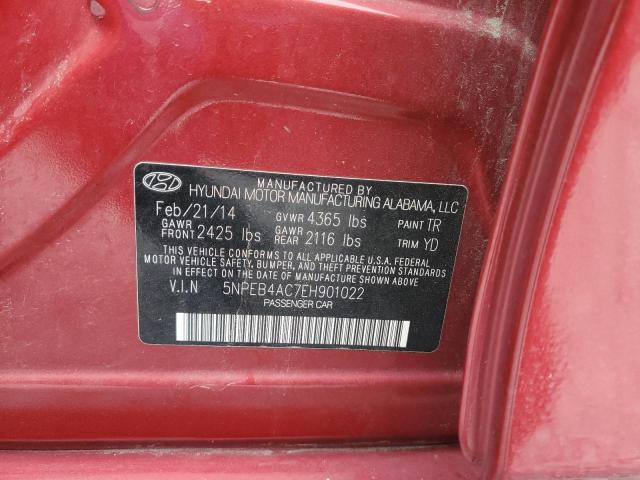 MANUFACTURED BY
HYUNDAI MOTOR MANUFACTURING ALABAMA, LLC
Feb/21/14 GVWR 4365 lbs PAINT TR
GAWR FRONT 2425 lbs GAWR REAR 2116 lbs TRIM YD
THIS VEHICLE CONFORMS TO ALL APPLICABLE U.S.A. FEDERAL
MOTOR VEHICLE SAFETY, BUMPER, AND THEFT PREVENTION STANDARDS
IN EFFECT ON THE DATE OF MANUFACTURE SHOWN ABOVE
V.I.N 5NPEB4AC7EH901022
PASSENGER CAR